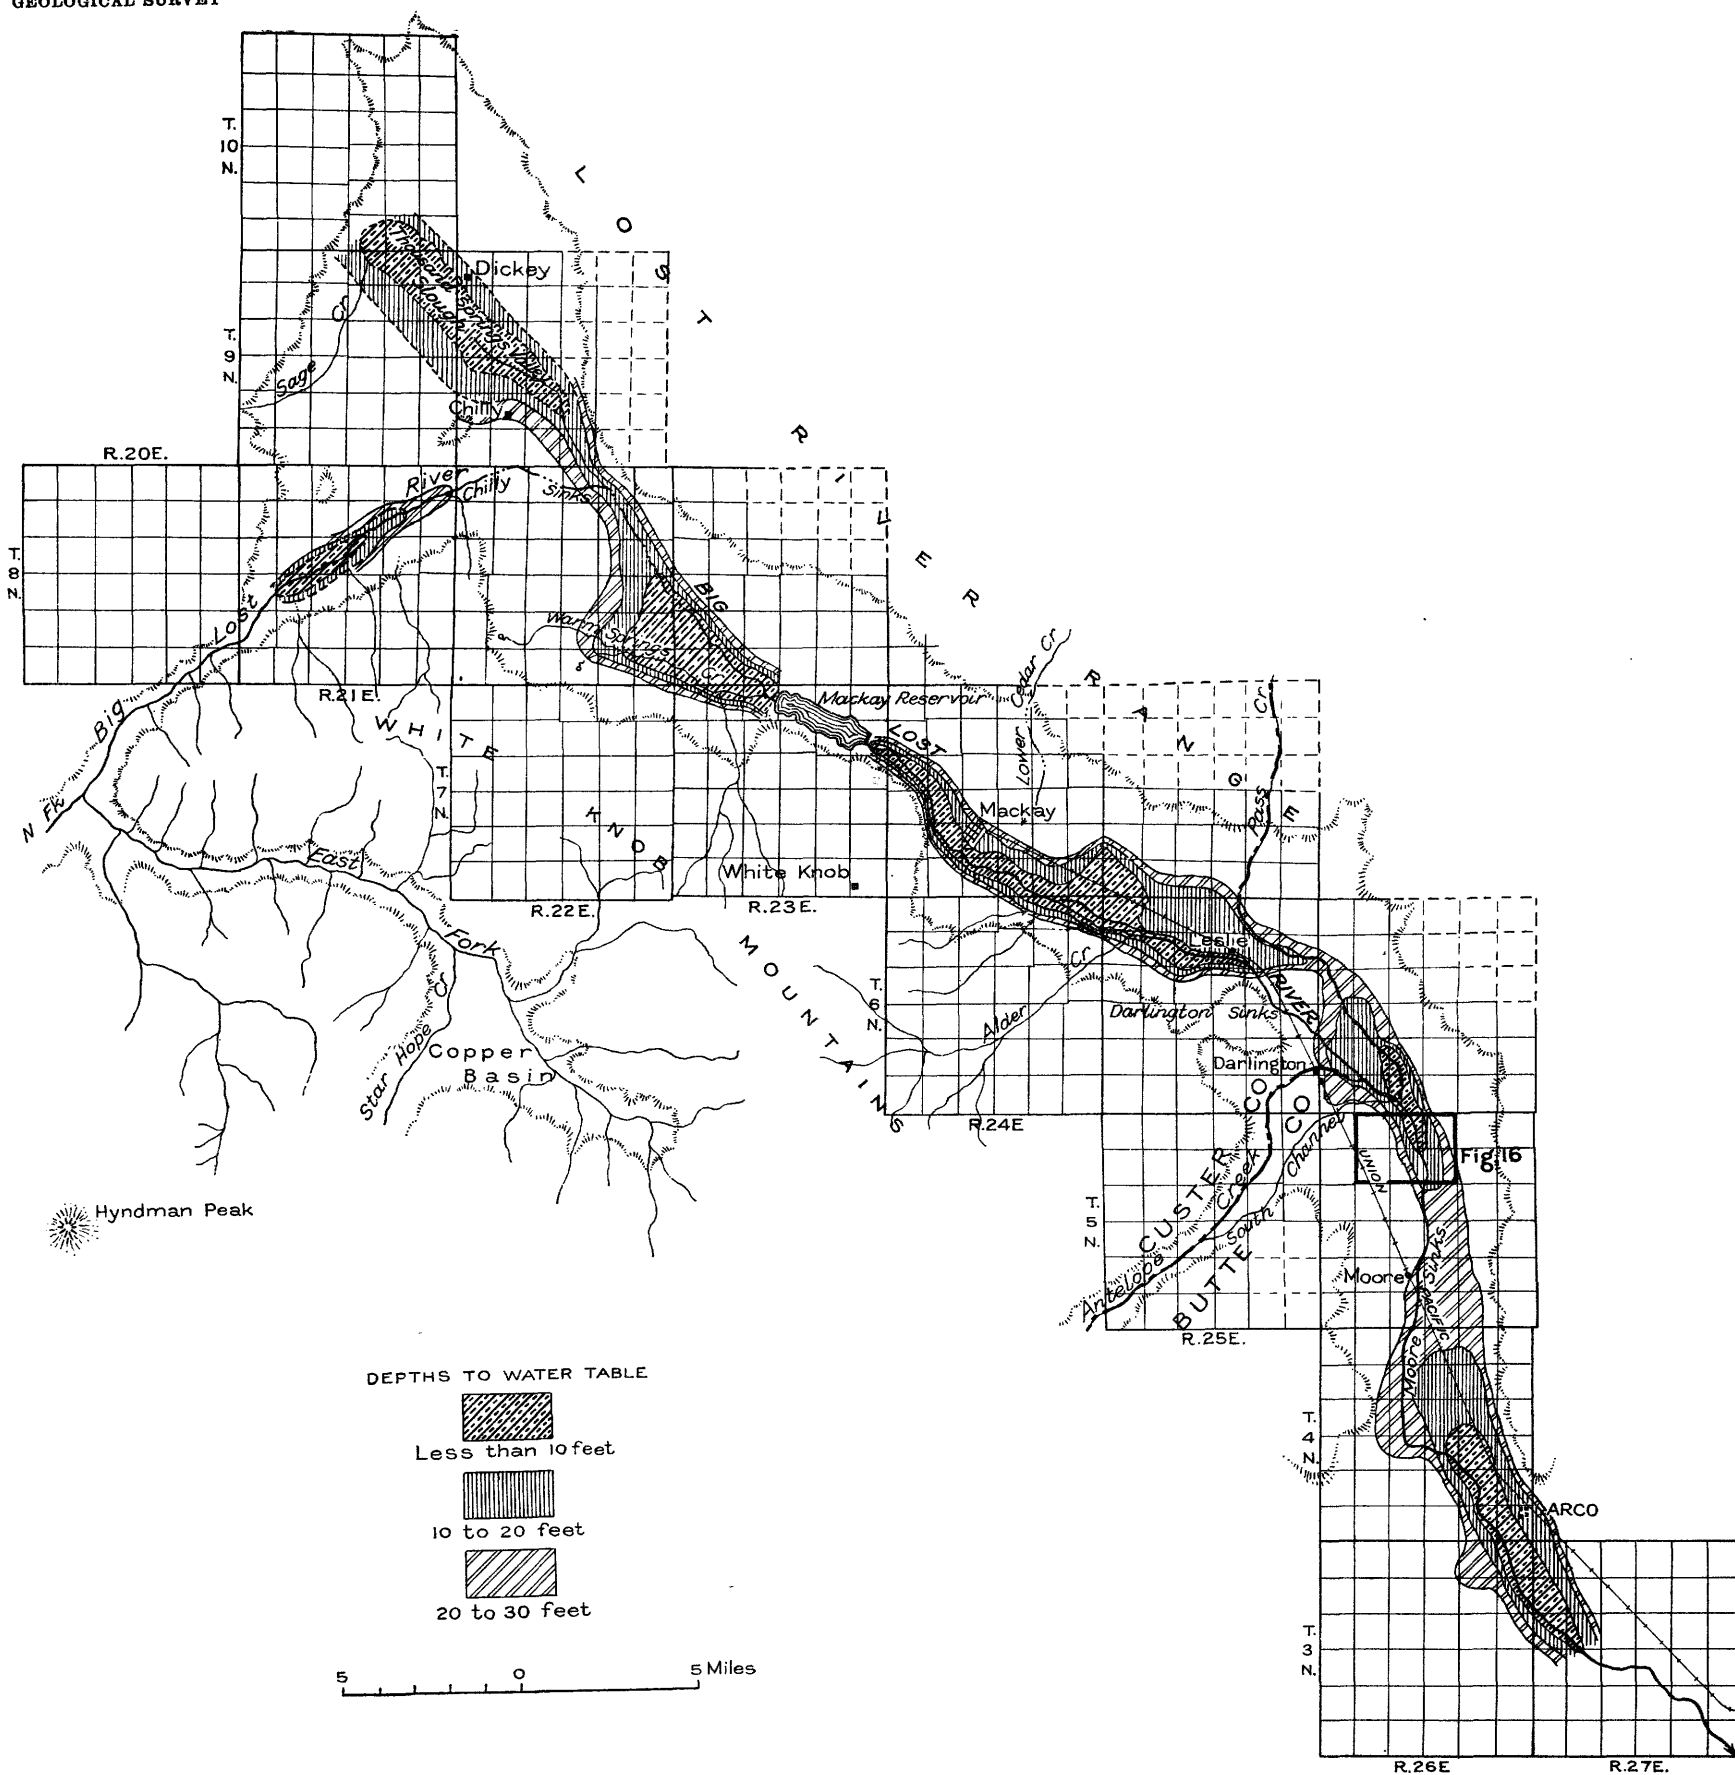 GEOLOGICAL SURVEY
T.
10
N.
LOST RIVER RANGE
Thousand Springs Valley
Slough
Dickey
Cr
Sage
T.
9
N.
Chilly
R.20E.
River
Chilly
Sinks
T.
8
N.
Lost
BIG
Warm Springs
Cr
R.21E.
Big
Mackay Reservoir
Lower Cedar Cr
LOST
WHITE KNOB MOUNTAINS
T.
7
N.
Pass Cr
N Fk
Mackay
East
White Knob
R.22E.
R.23E.
Fork
Leslie
Cr
RIVER
T.
6
N.
Alder
Darlington Sinks
Star Hope Cr
Copper
Basin
Darlington
CO
CO
R.24E
Channel
UNION
Fig.16
Hyndman Peak
CUSTER
Creek
South
T.
5
N.
Antelope
BUTTE
Moore
Sinks
PACIFIC
R.25E.
Moore
DEPTHS TO WATER TABLE
Less than 10 feet
10 to 20 feet
20 to 30 feet
T.
4
N.
ARCO
T.
3
N.
5 0 5 Miles
R.26E
R.27E.